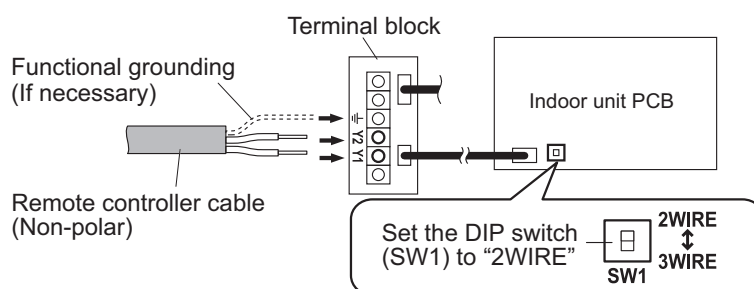 Terminal block
Functional grounding
(If necessary)
Indoor unit PCB
Y2
Y1
Remote controller cable
(Non-polar)
Set the DIP switch
(SW1) to “2WIRE”
2WIRE
3WIRE
SW1